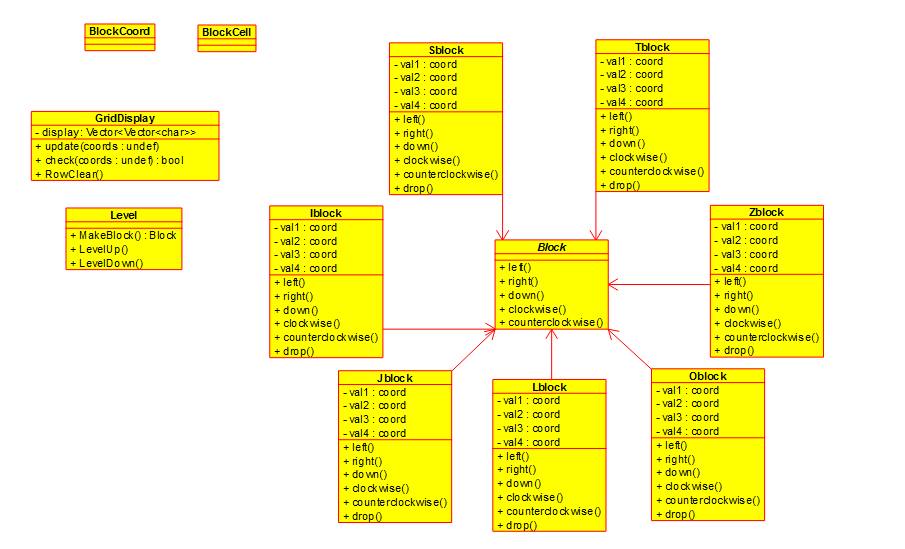 BlockCoord
BlockCell
GridDisplay
- display: Vector<Vector<char>>
+ update(coords : undef)
+ check(coords : undef) : bool
+ RowClear()
Level
+ MakeBlock() : Block
+ LevelUp()
+ LevelDown()
Sblock
- val1 : coord
- val2 : coord
- val3 : coord
- val4 : coord
+ left()
+ right()
+ down()
+ clockwise()
+ counterclockwise()
+ drop()
Tblock
- val1 : coord
- val2 : coord
- val3 : coord
- val4 : coord
+ left()
+ right()
+ down()
+ clockwise()
+ counterclockwise()
+ drop()
Iblock
- val1 : coord
- val2 : coord
- val3 : coord
- val4 : coord
+ left()
+ right()
+ down()
+ clockwise()
+ counterclockwise()
+ drop()
Block
+ left()
+ right()
+ down()
+ clockwise()
+ counterclockwise()
Zblock
- val1 : coord
- val2 : coord
- val3 : coord
- val4 : coord
+ left()
+ right()
+ down()
+ clockwise()
+ counterclockwise()
+ drop()
Jblock
- val1 : coord
- val2 : coord
- val3 : coord
- val4 : coord
+ left()
+ right()
+ down()
+ clockwise()
+ counterclockwise()
+ drop()
Lblock
- val1 : coord
- val2 : coord
- val3 : coord
- val4 : coord
+ left()
+ right()
+ down()
+ clockwise()
+ counterclockwise()
+ drop()
Oblock
- val1 : coord
- val2 : coord
- val3 : coord
- val4 : coord
+ left()
+ right()
+ down()
+ clockwise()
+ counterclockwise()
+ drop()